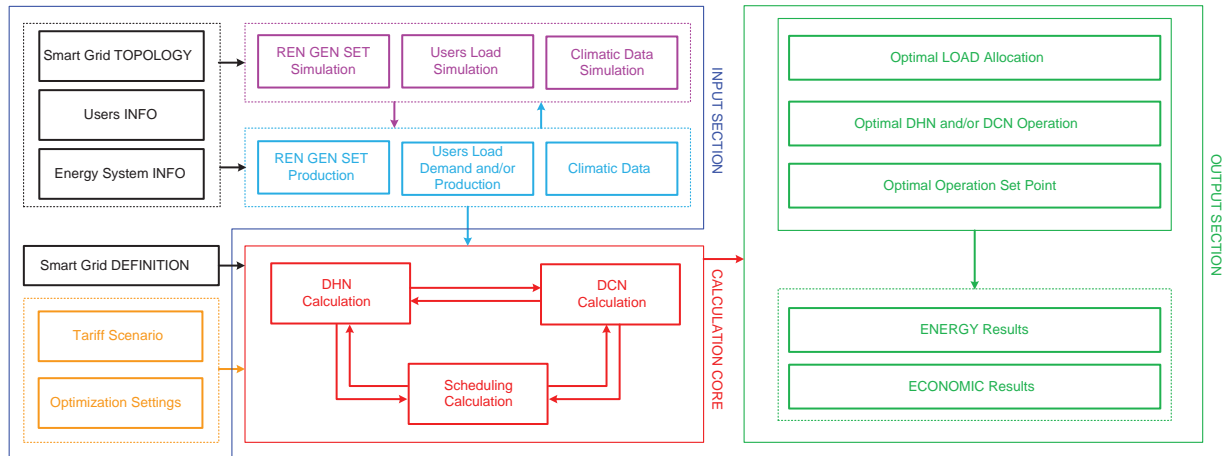 Smart Grid TOPOLOGY
Users INFO
Energy System INFO
REN GEN SET
Simulation
Users Load
Simulation
Climatic Data
Simulation
REN GEN SET
Production
Users Load
Demand and/or
Production
Climatic Data
INPUT SECTION
Smart Grid DEFINITION
Tariff Scenario
Optimization Settings
DHN
Calculation
DCN
Calculation
Scheduling
Calculation
CALCULATION CORE
Optimal LOAD Allocation
Optimal DHN and/or DCN Operation
Optimal Operation Set Point
ENERGY Results
ECONOMIC Results
OUTPUT SECTION